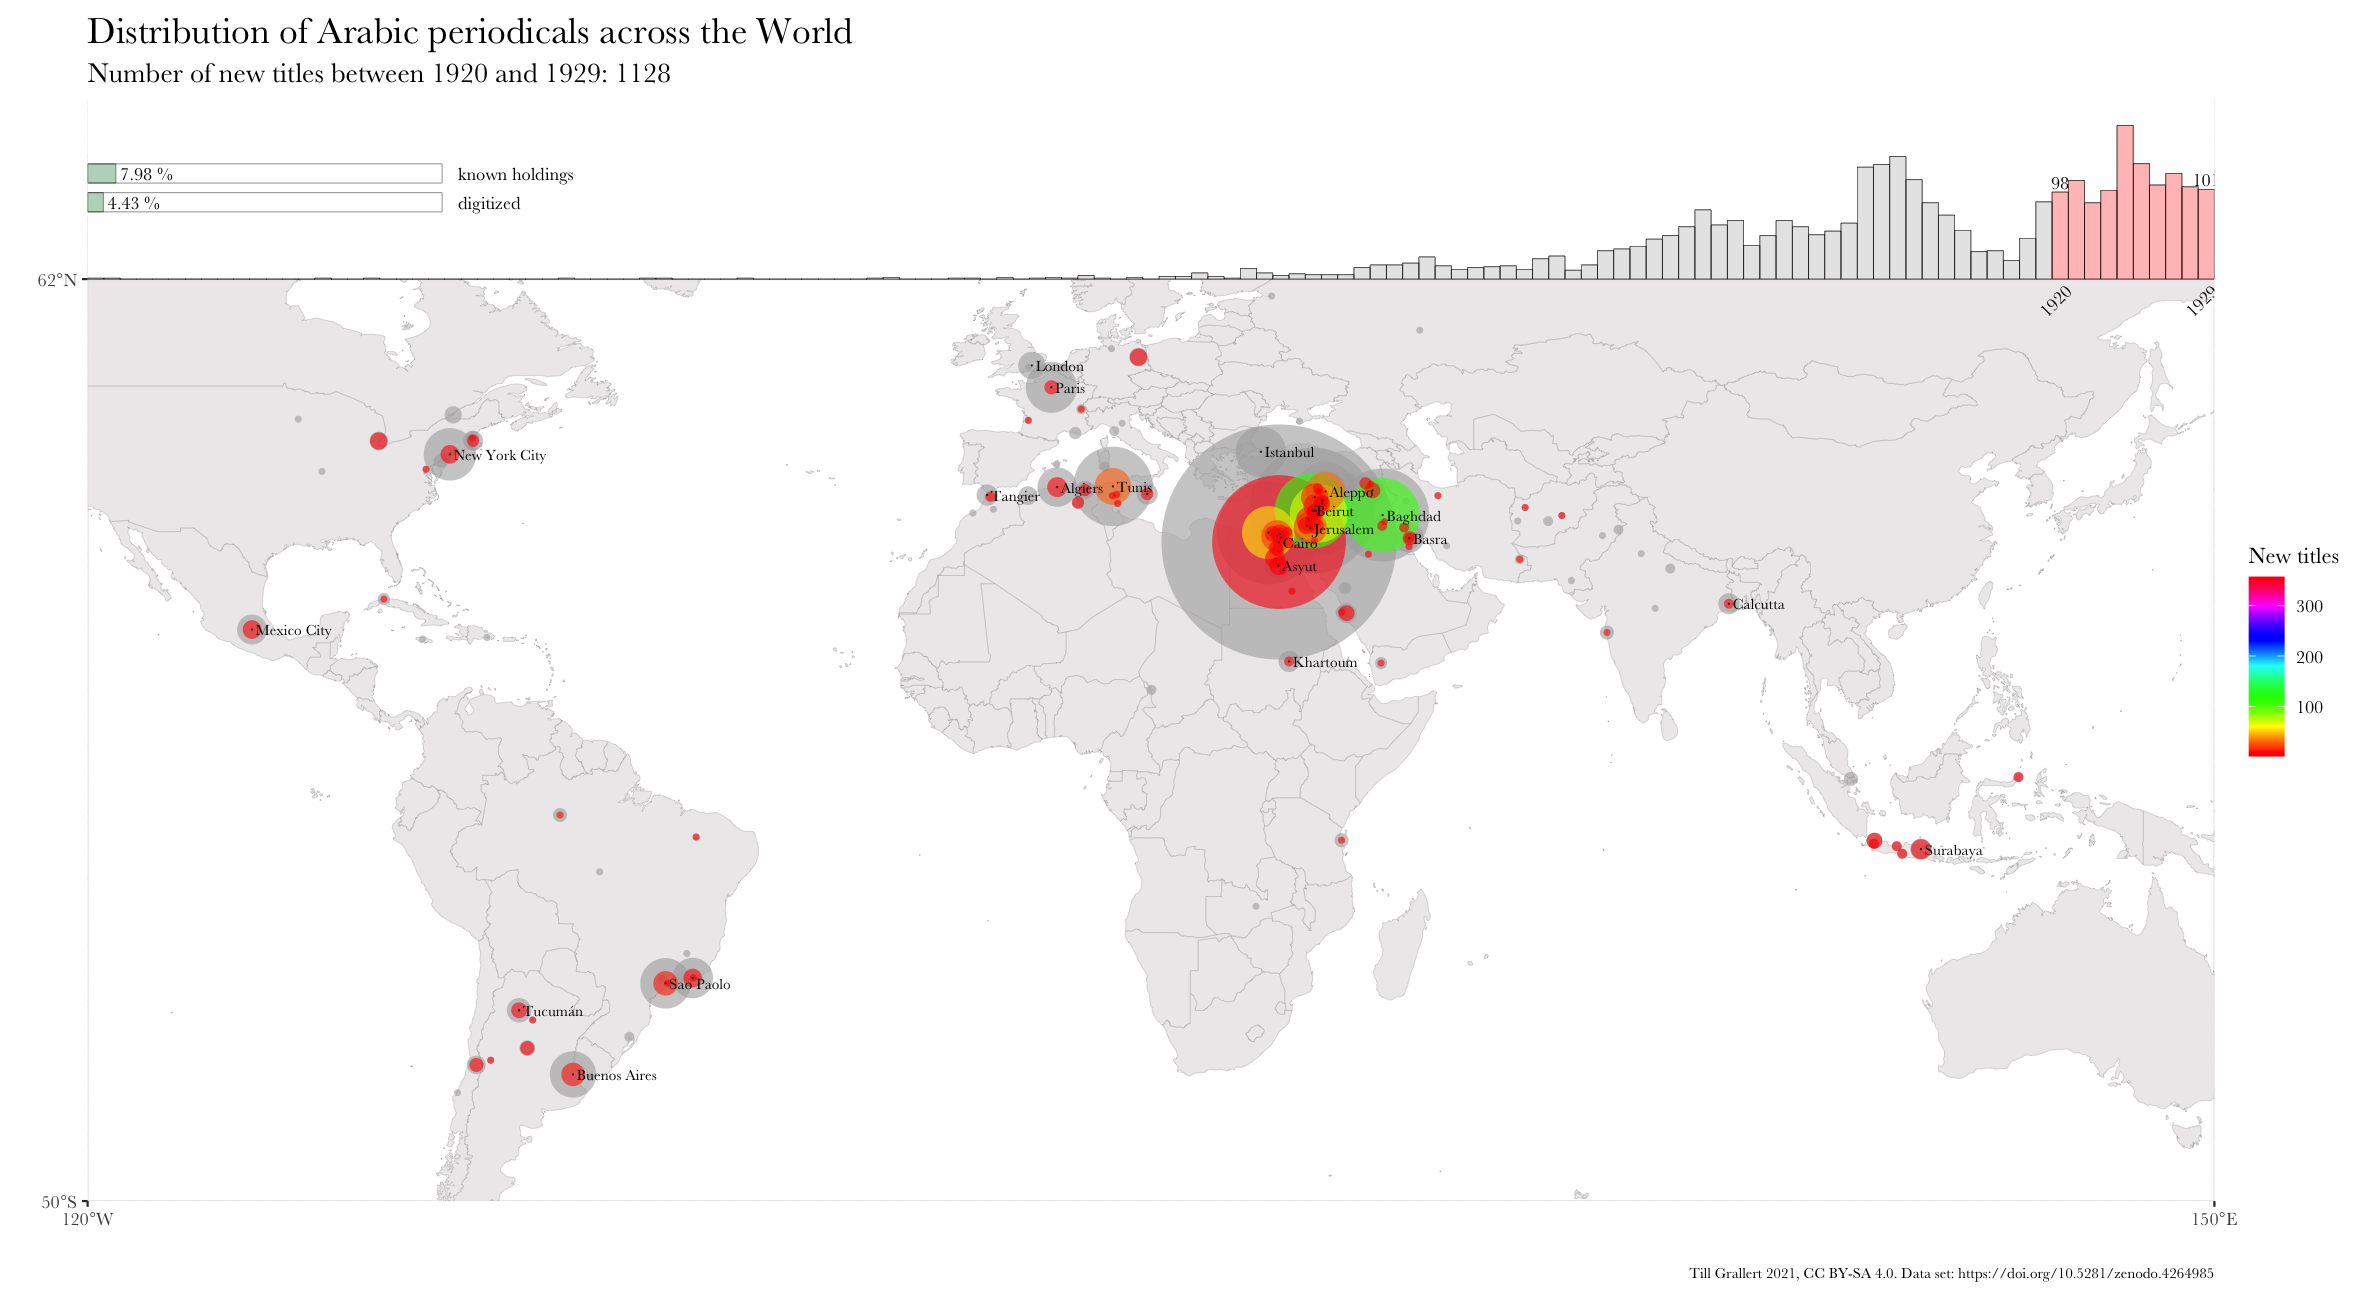 Distribution of Arabic periodicals across the World
Number of new titles between 1920 and 1929: 1128
7.98 %
known holdings
4.43 %
digitized
98
101
62°N
1920
1929
London
Paris
New York City
Istanbul
Tangier
Algiers
Tunis
Aleppo
Beirut
Baghdad
Jerusalem
Basra
Cairo
Asyut
New titles
300
200
100
Mexico City
Calcutta
Khartoum
Surabaya
Sao Paolo
Tucumán
Buenos Aires
50°S
120°W
150°E
Till Grallert 2021, CC BY-SA 4.0. Data set: https://doi.org/10.5281/zenodo.4264985